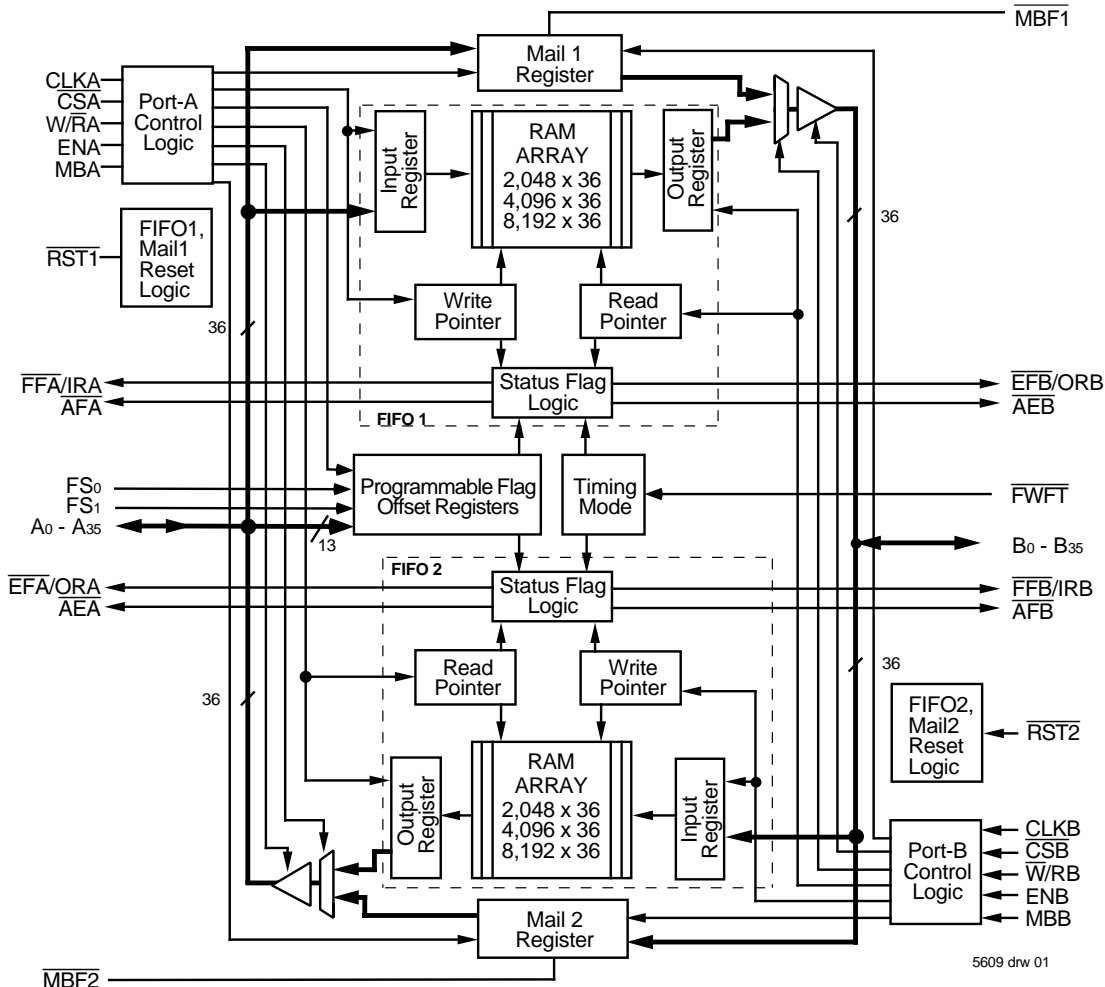 MBF1
Mail 1
Register
CLKA
CSA
W/RA
ENA
MBA
Port-A
Control
Logic
Input
Register
RAM
ARRAY
2,048 x 36
4,096 x 36
8,192 x 36
Output
Register
36
RST1
FIFO1,
Mail1
Reset
Logic
36
Write
Pointer
Read
Pointer
FFA/IRA
AFA
Status Flag
Logic
EFB/ORB
AEB
FIFO 1
FS0
FS1
A0 - A35
Programmable Flag
Offset Registers
13
Timing
Mode
FWFT
B0 - B35
FIFO 2
EFA/ORA
AEA
Status Flag
Logic
FFB/IRB
AFB
Read
Pointer
Write
Pointer
36
36
FIFO2,
Mail2
Reset
Logic
RST2
Output
Register
RAM
ARRAY
2,048 x 36
4,096 x 36
8,192 x 36
Input
Register
Port-B
Control
Logic
CLKB
CSB
W/RB
ENB
MBB
Mail 2
Register
MBF2
5609 drw 01